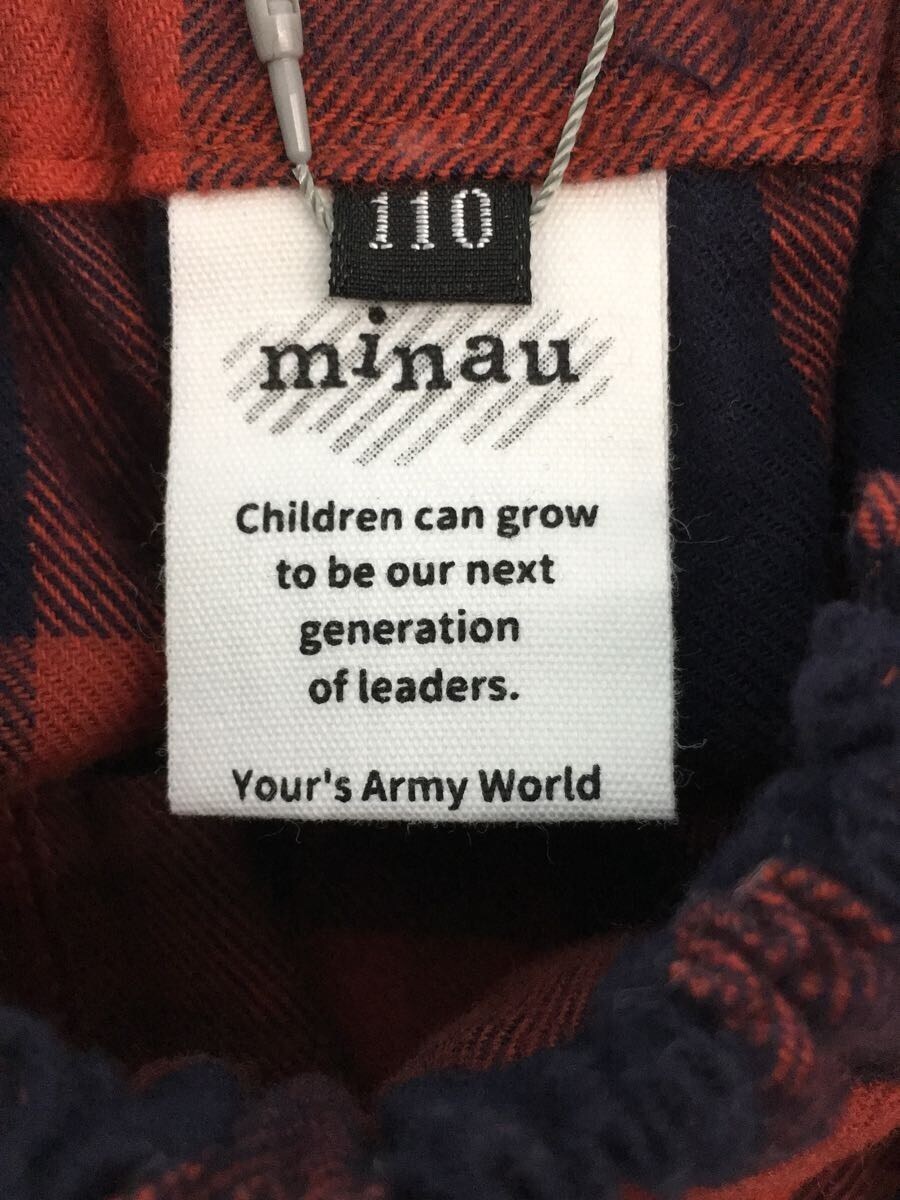 110
minau
Children can grow
to be our next
generation
of leaders.
Your's Army World